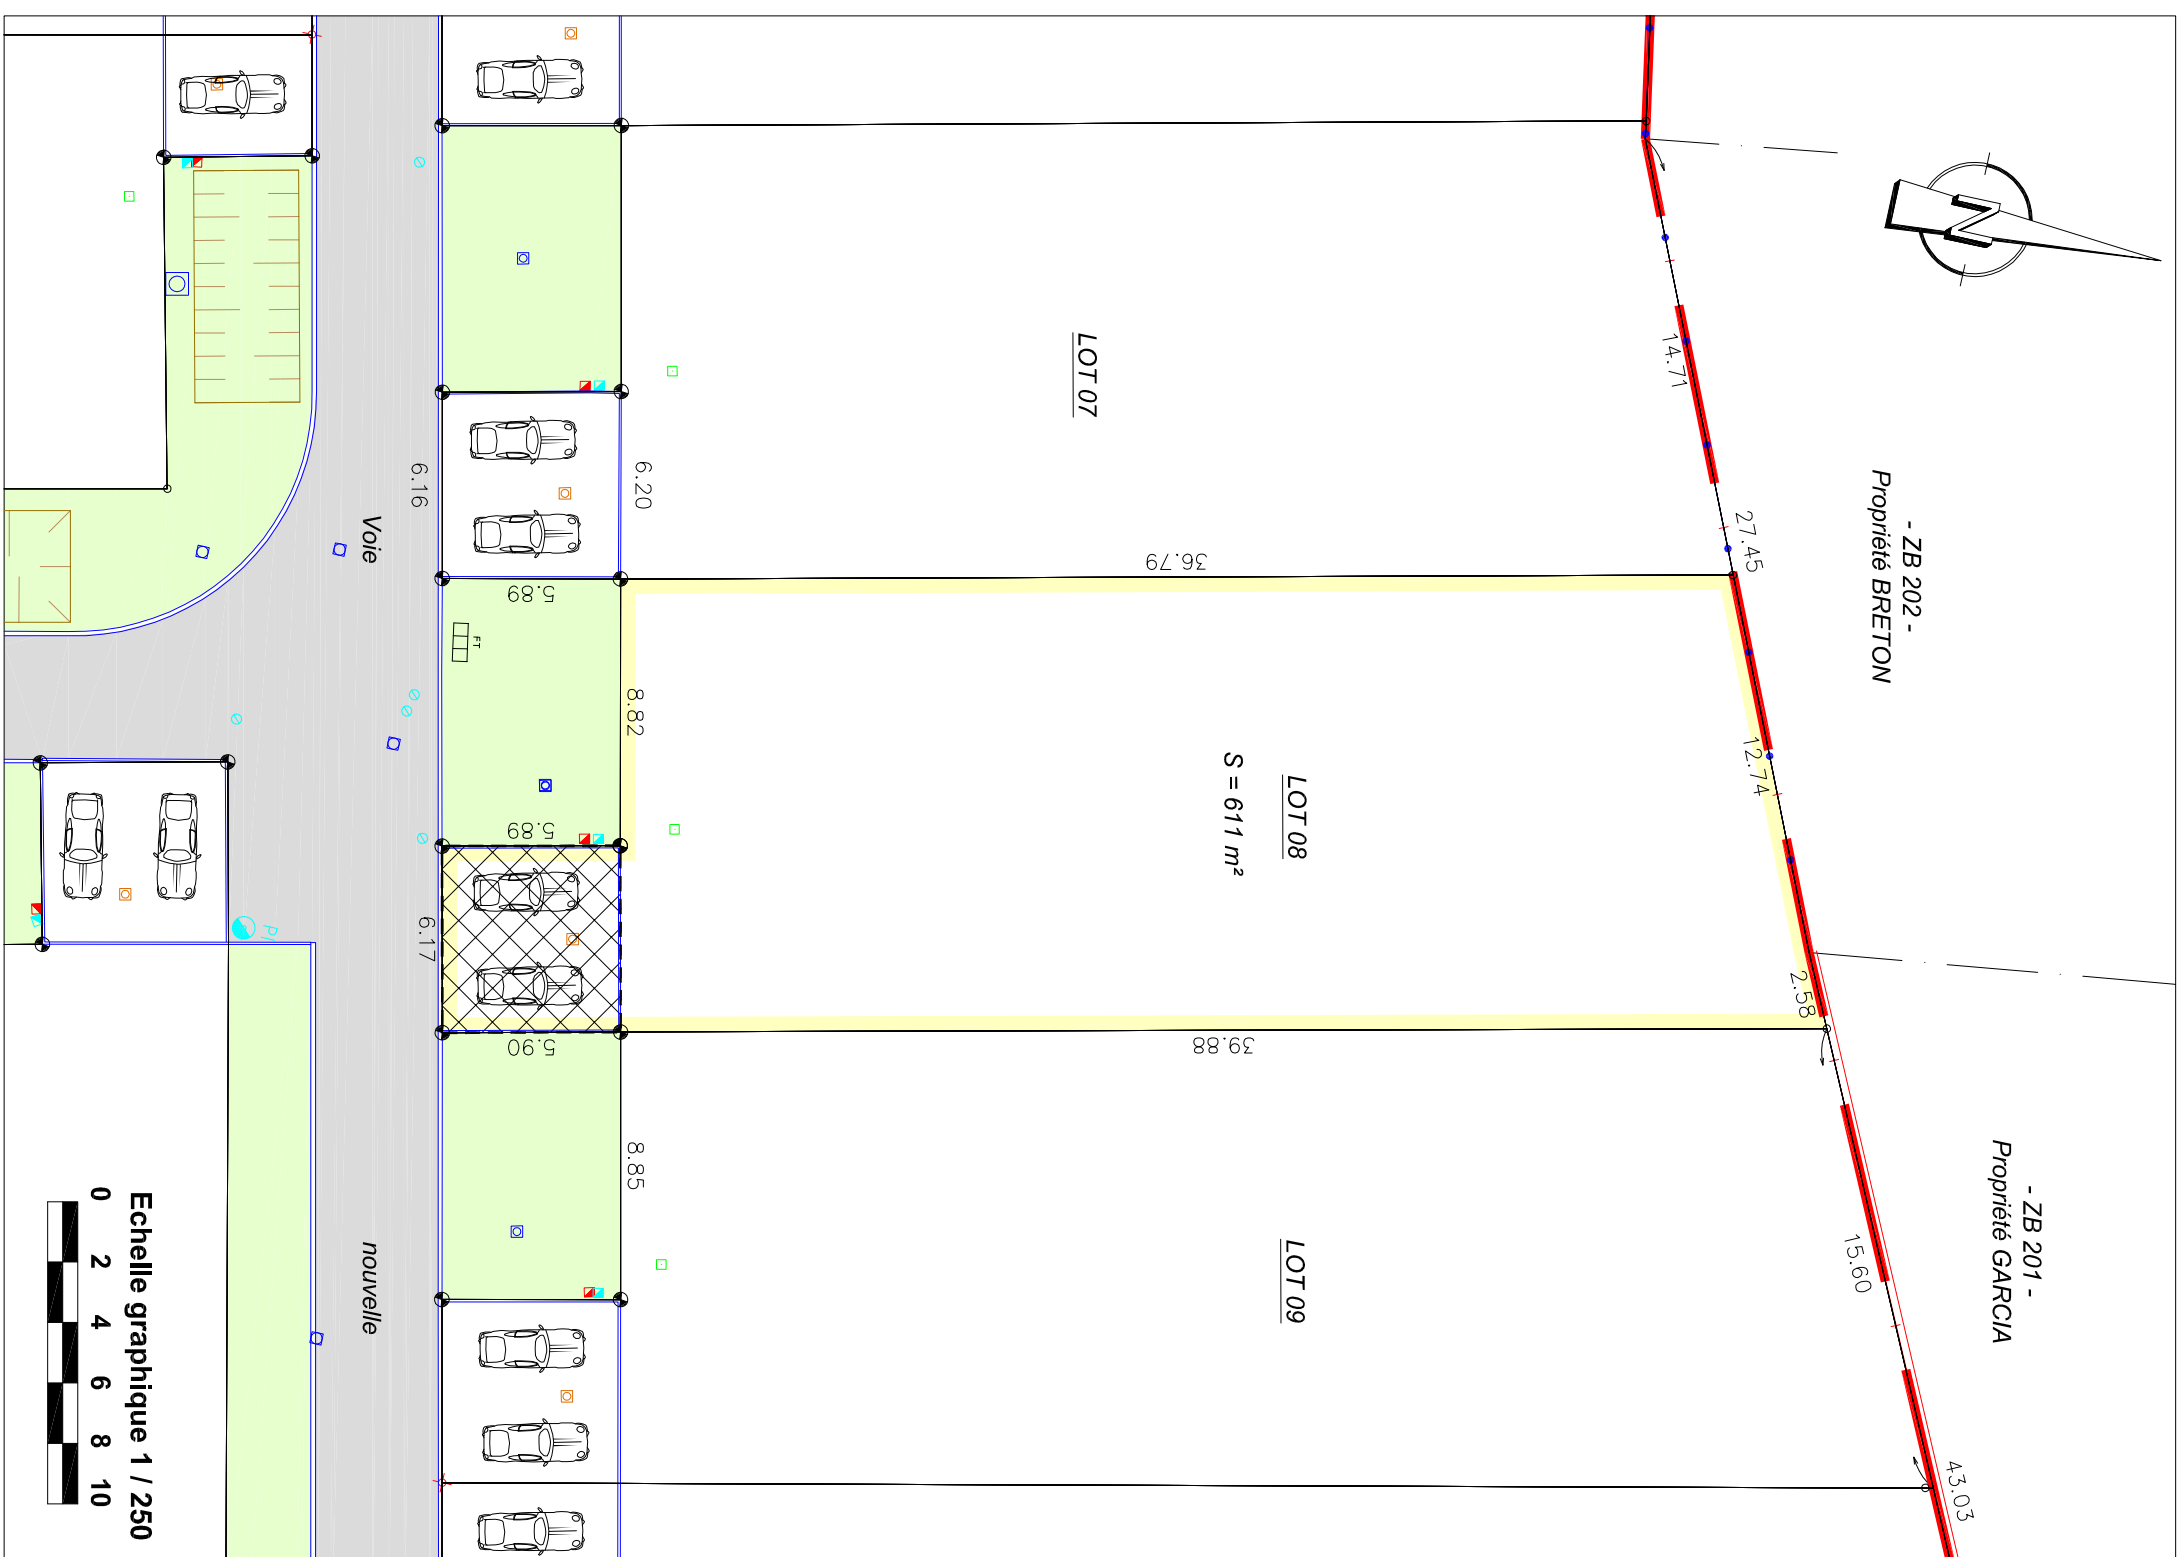 - ZB 202 -
Propriété BRETON
- ZB 201 -
Propriété GARCIA
N
14.71
27.45
12.74
2.58
15.60
43.03
LOT 07
LOT 08
S = 611 m²
LOT 09
36.79
39.88
6.20
8.82
8.85
5.89
5.89
5.90
FT
6.16
6.17
Voie
nouvelle
PI
Echelle graphique 1 / 250
0 2 4 6 8 10